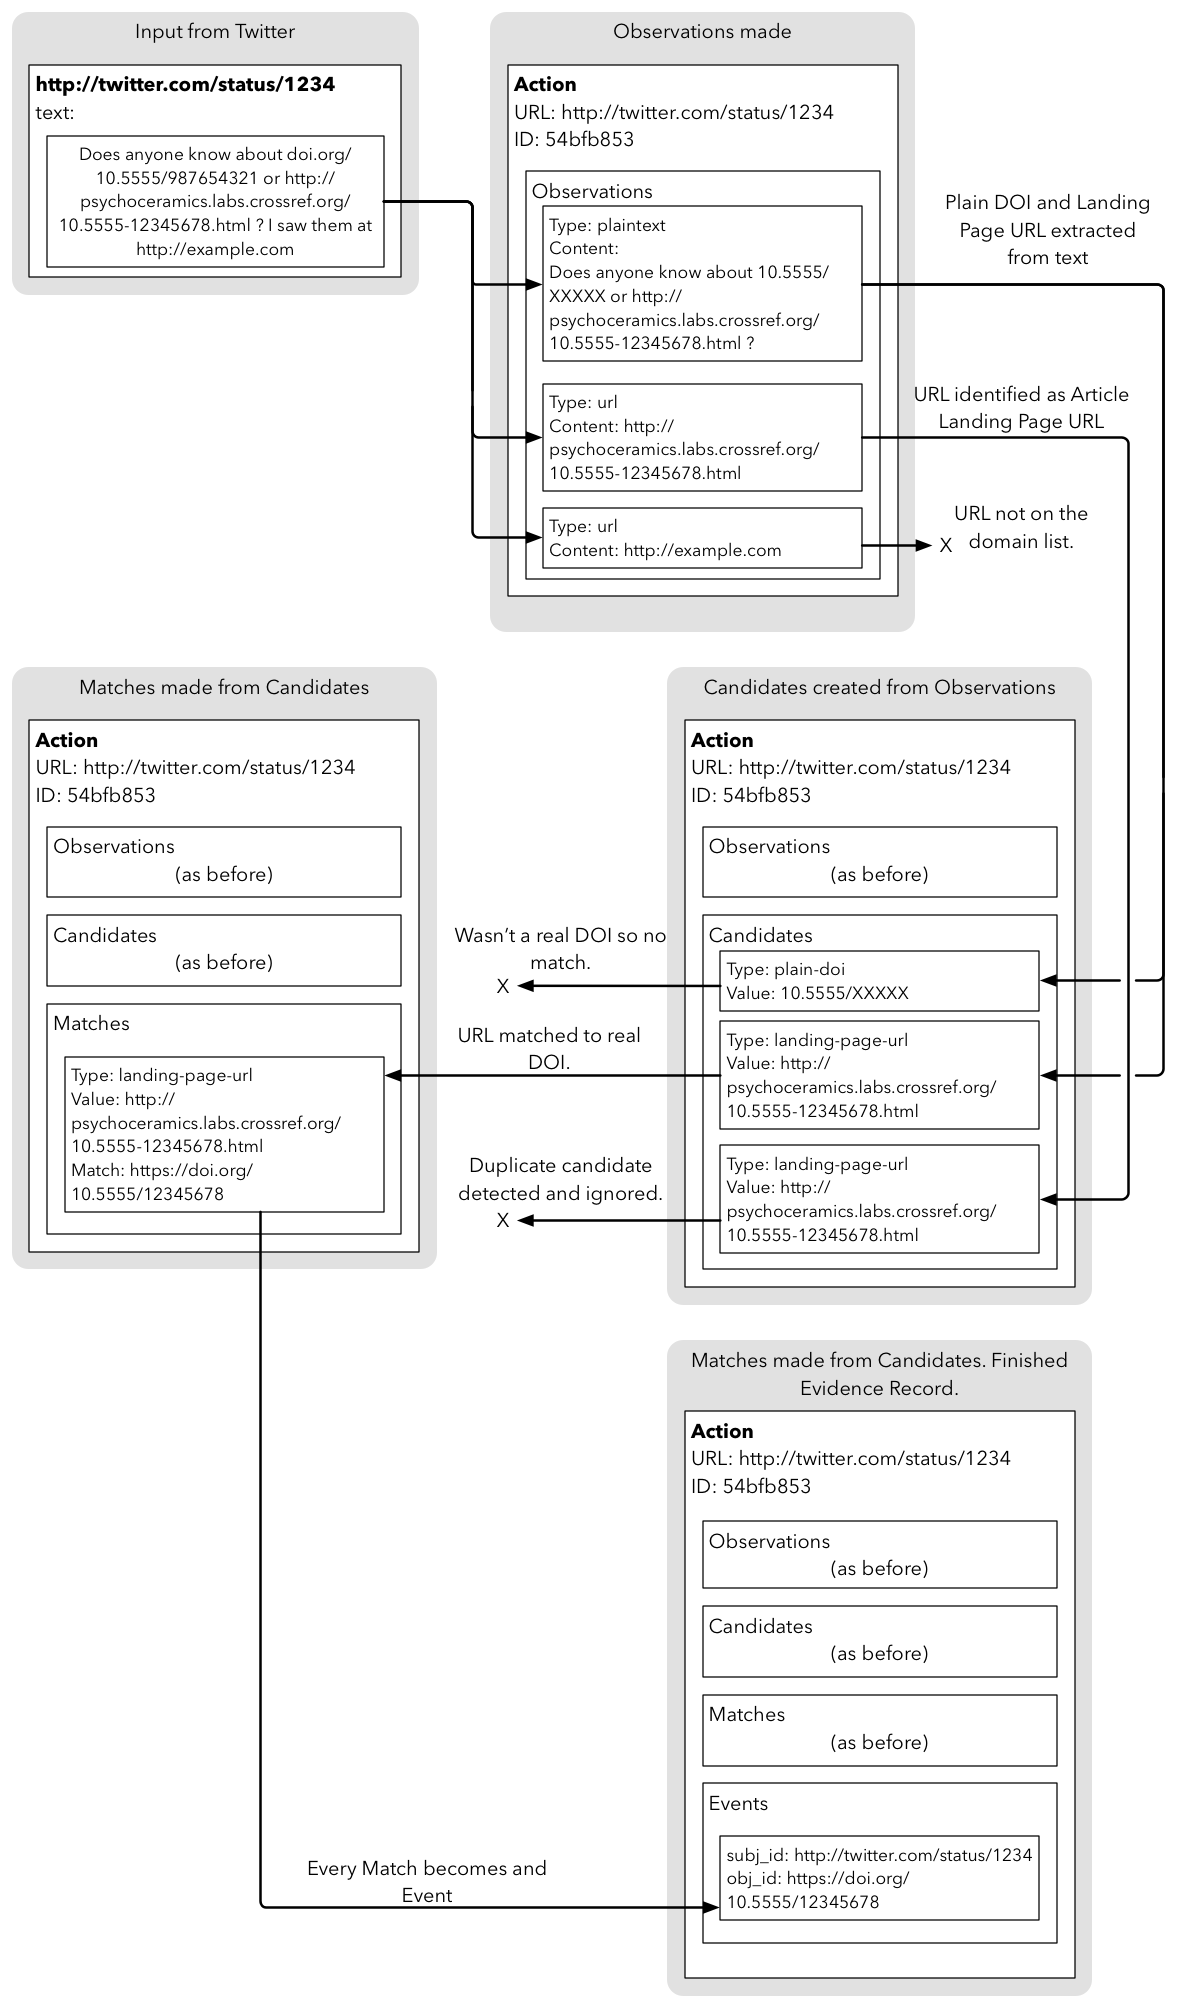 Input from Twitter
http://twitter.com/status/1234
text:
Does anyone know about doi.org/
10.5555/987654321 or http://
psychoceramics.labs.crossref.org/
10.5555-12345678.html ? I saw them at
http://example.com
Observations made
Action
URL: http://twitter.com/status/1234
ID: 54bfb853
Observations
Type: plaintext
Content:
Does anyone know about 10.5555/
XXXXX or http://
psychoceramics.labs.crossref.org/
10.5555-12345678.html ?
Type: url
Content: http://
psychoceramics.labs.crossref.org/
10.5555-12345678.html
Type: url
Content: http://example.com
Plain DOI and Landing
Page URL extracted
from text
URL identified as Article
Landing Page URL
URL not on the
domain list.
X
Matches made from Candidates
Action
URL: http://twitter.com/status/1234
ID: 54bfb853
Observations
(as before)
Candidates
(as before)
Matches
Type: landing-page-url
Value: http://
psychoceramics.labs.crossref.org/
10.5555-12345678.html
Match: https://doi.org/
10.5555/12345678
Wasn't a real DOI so no
match.
X
URL matched to real
DOI.
Duplicate candidate
detected and ignored.
X
Candidates created from Observations
Action
URL: http://twitter.com/status/1234
ID: 54bfb853
Observations
(as before)
Candidates
Type: plain-doi
Value: 10.5555/XXXXX
Type: landing-page-url
Value: http://
psychoceramics.labs.crossref.org/
10.5555-12345678.html
Type: landing-page-url
Value: http://
psychoceramics.labs.crossref.org/
10.5555-12345678.html
Matches made from Candidates. Finished
Evidence Record.
Action
URL: http://twitter.com/status/1234
ID: 54bfb853
Observations
(as before)
Candidates
(as before)
Matches
(as before)
Events
subj_id: http://twitter.com/status/1234
obj_id: https://doi.org/
10.5555/12345678
Every Match becomes and
Event